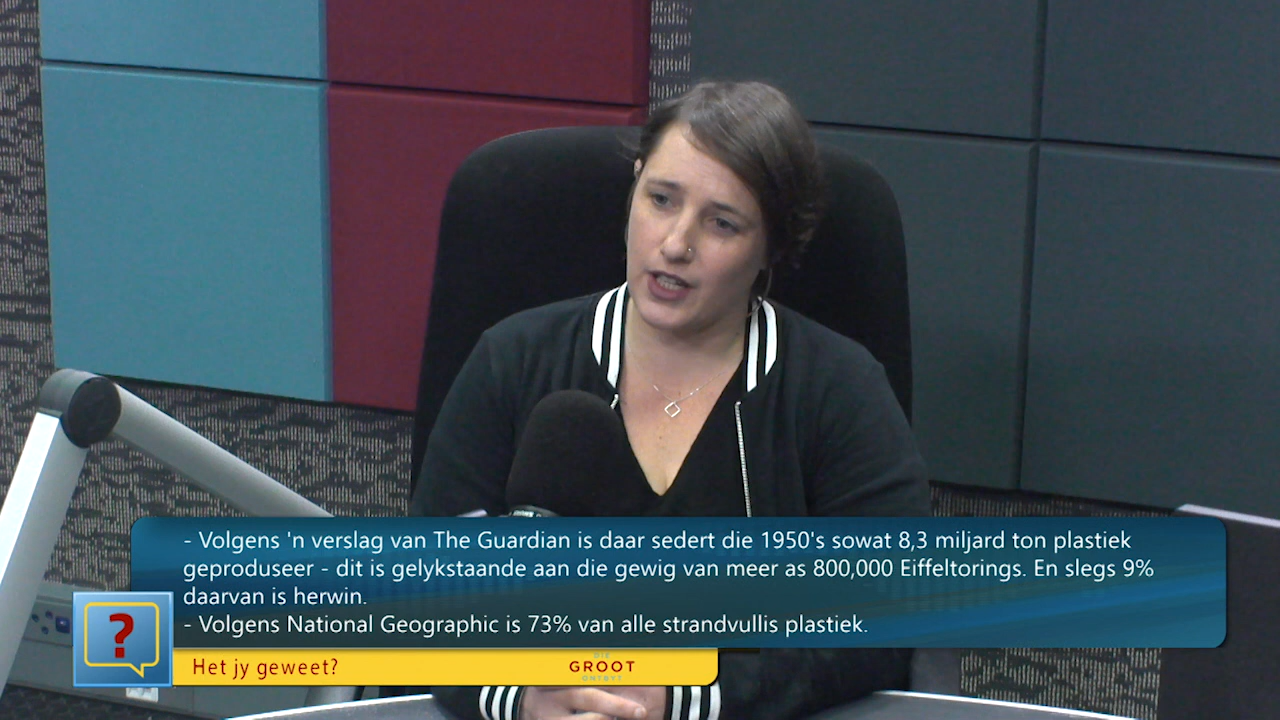 - Volgens 'n verslag van The Guardian is daar sedert die 1950's sowat 8,3 miljard ton plastiek
geproduseer - dit is gelykstaande aan die gewig van meer as 800,000 Eiffeltorings. En slegs 9%
daarvan is herwin.
- Volgens National Geographic is 73% van alle strandvullis plastiek.
?
Het jy geweet?
DIE
GROOT
ONTBYT